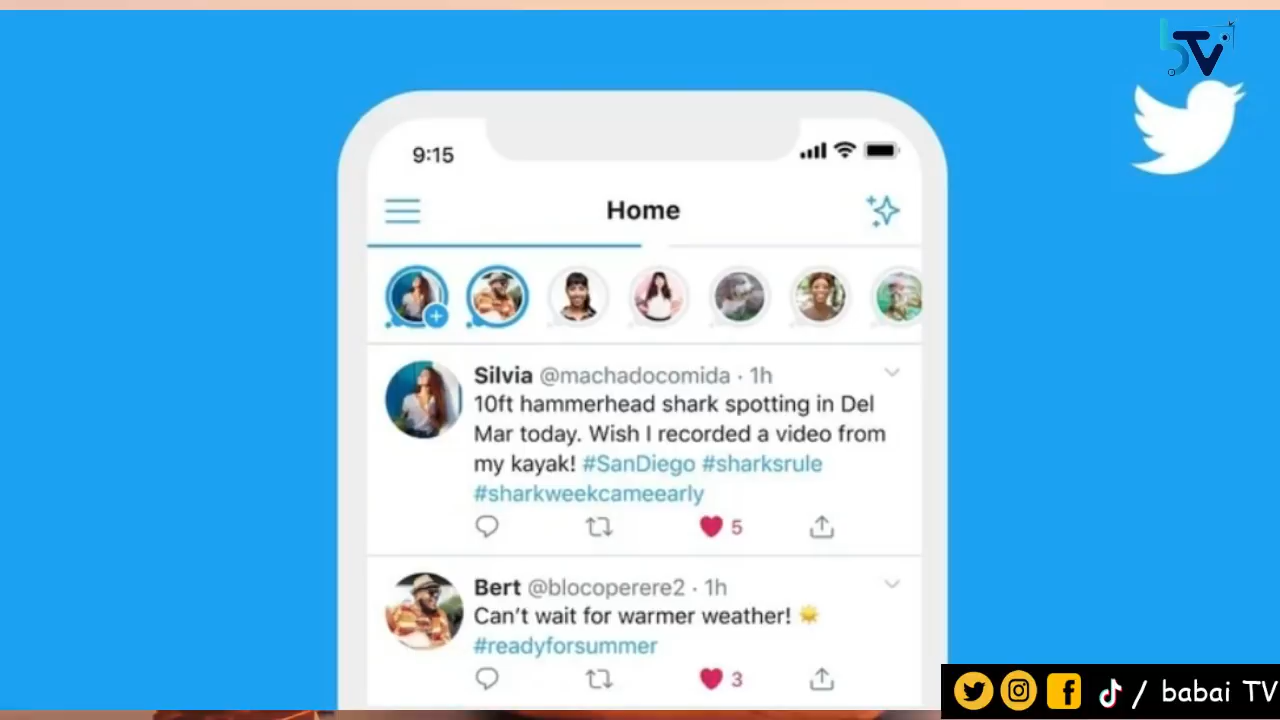 bTV
9:15
Home
Silvia @machadocomida · 1h
10ft hammerhead shark spotting in Del
Mar today. Wish I recorded a video from
my kayak! #SanDiego #sharksrule
#sharkweekcameearly
5
Bert @blocoperere2 · 1h
Can't wait for warmer weather! ☀️
#readyforsummer
3
/ babai TV